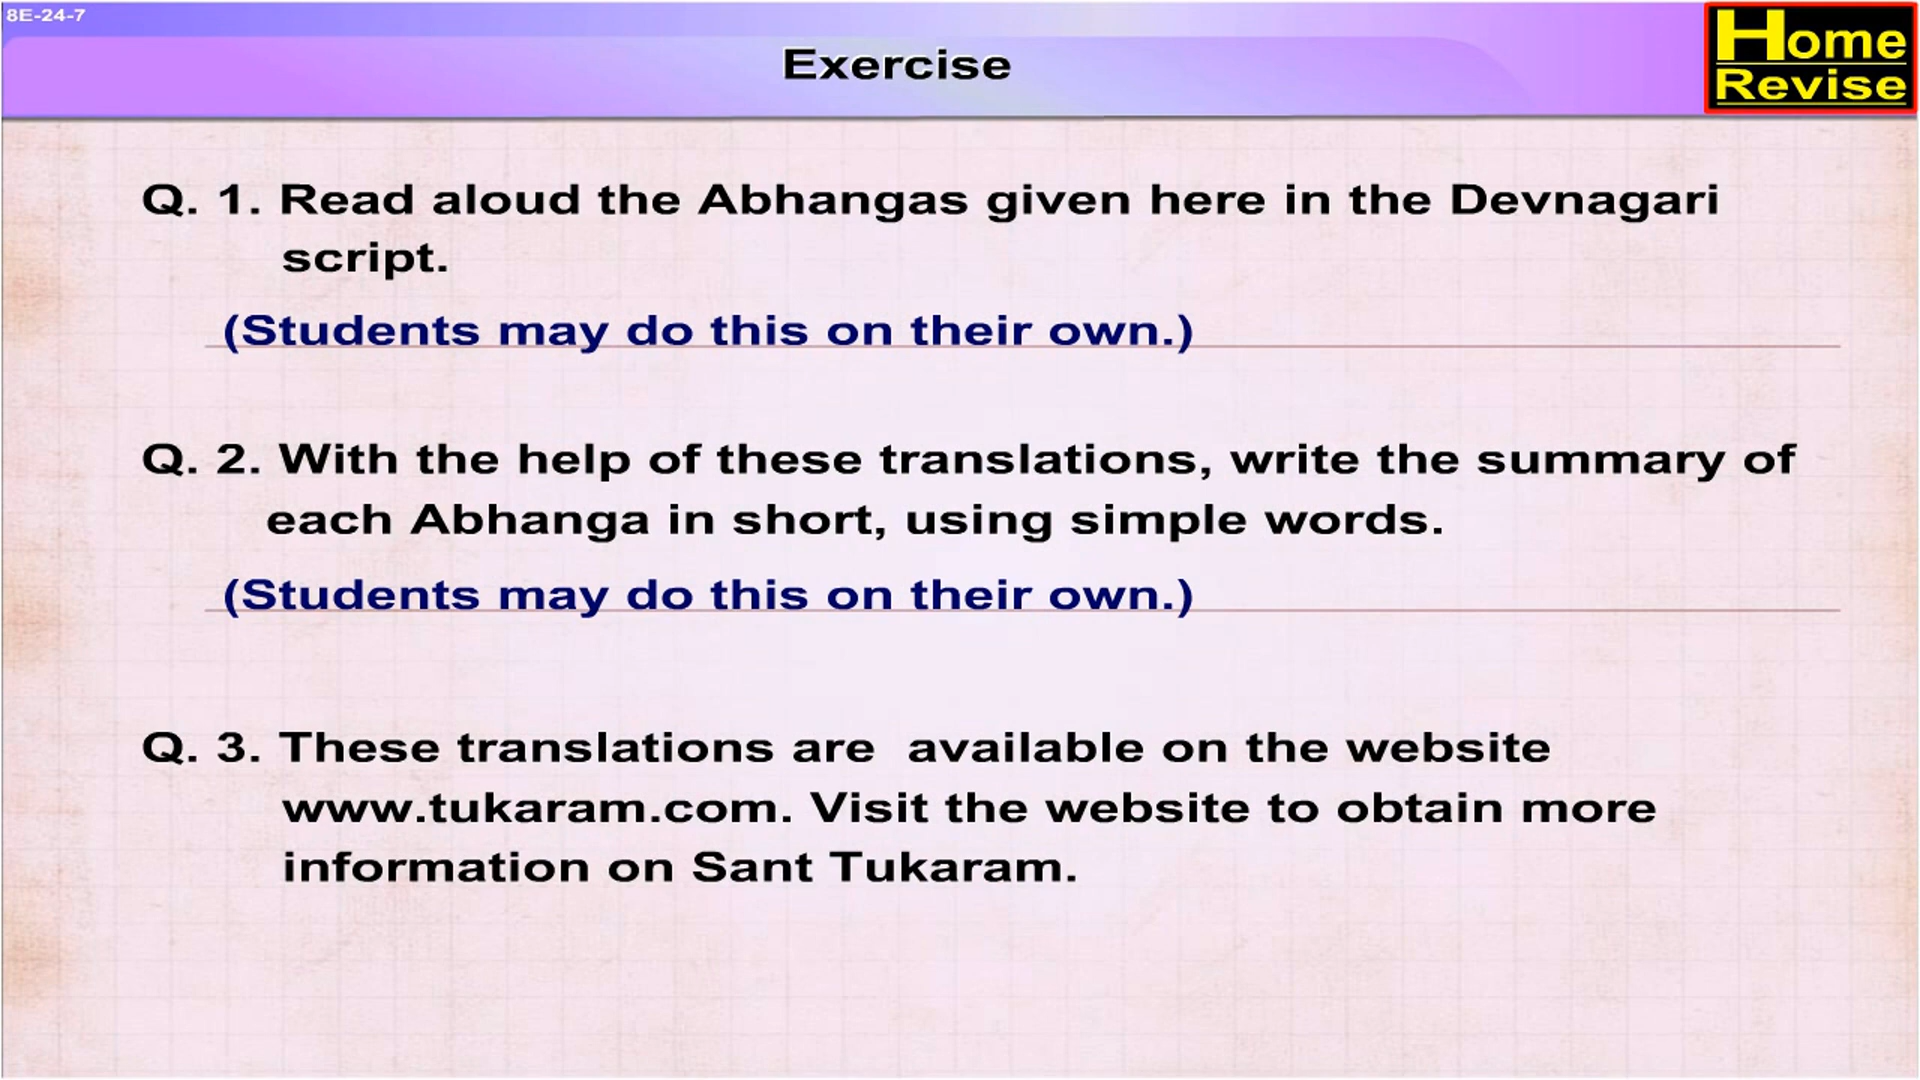 8E-24-7
Exercise
Home
Revise
Q. 1. Read aloud the Abhangas given here in the Devnagari
script.
(Students may do this on their own.)
Q. 2. With the help of these translations, write the summary of
each Abhanga in short, using simple words.
(Students may do this on their own.)
Q. 3. These translations are available on the website
www.tukaram.com. Visit the website to obtain more
information on Sant Tukaram.